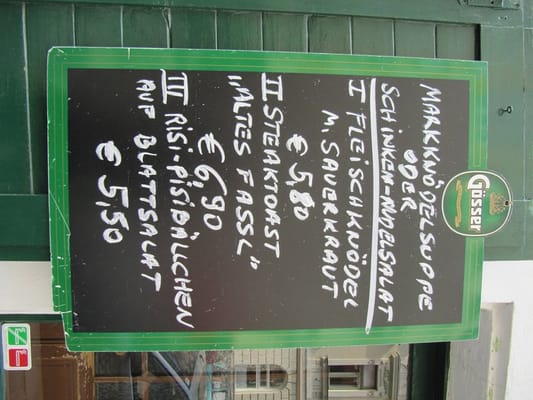 Gösser
MARKKNÖDELSUPPE
ODER
SCHINKEN-NUDELSALAT
I FLEISCHKNÖDEL
M. SAUERKRAUT
€ 5,80
II STEAKTOAST
„ALTES FASSL"
€ 6,90
III RISI-PISIBÄLLCHEN
AUF BLATTSALAT
€ 5,50